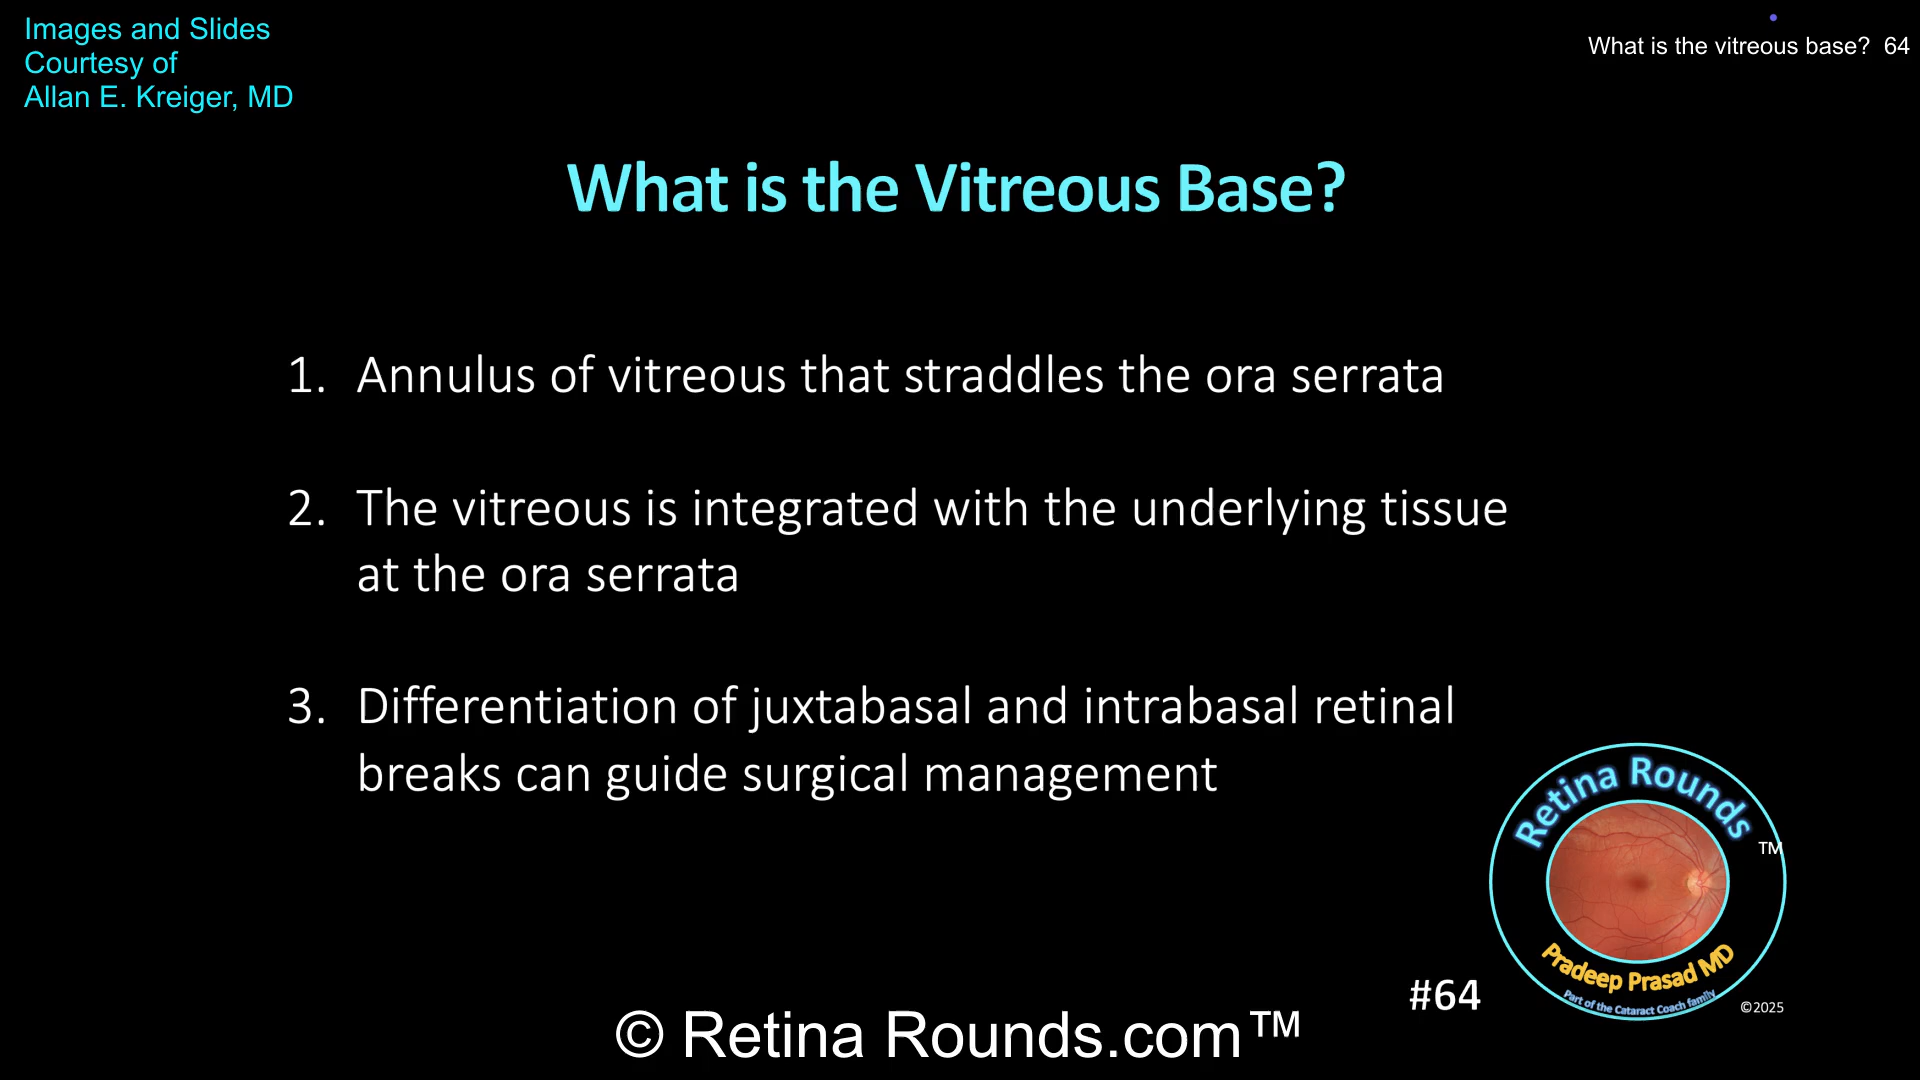 Images and Slides
Courtesy of
Allan E. Kreiger, MD
What is the vitreous base?  64
What is the Vitreous Base?
1. Annulus of vitreous that straddles the ora serrata
2. The vitreous is integrated with the underlying tissue
at the ora serrata
3. Differentiation of juxtabasal and intrabasal retinal
breaks can guide surgical management
Retina Rounds
TM
Pradeep Prasad MD
Part of the Cataract Coach family
#64
©2025
© Retina Rounds.com™